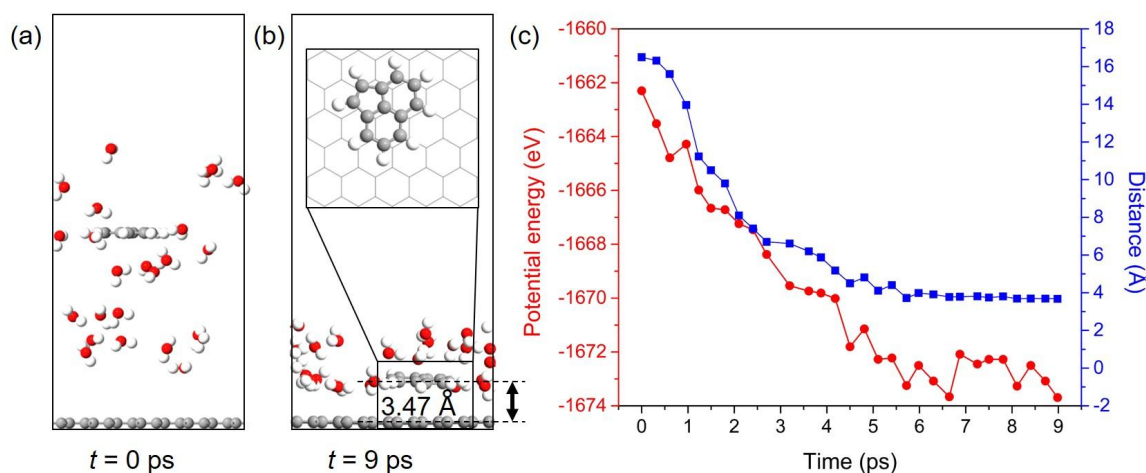 (a)
t = 0 ps
(b)
3.47 Å
t = 9 ps
(c)
Potential energy (eV)
-1660
-1662
-1664
-1666
-1668
-1670
-1672
-1674
Distance (Å)
18
16
14
12
10
8
6
4
2
0
-2
0 1 2 3 4 5 6 7 8 9
Time (ps)